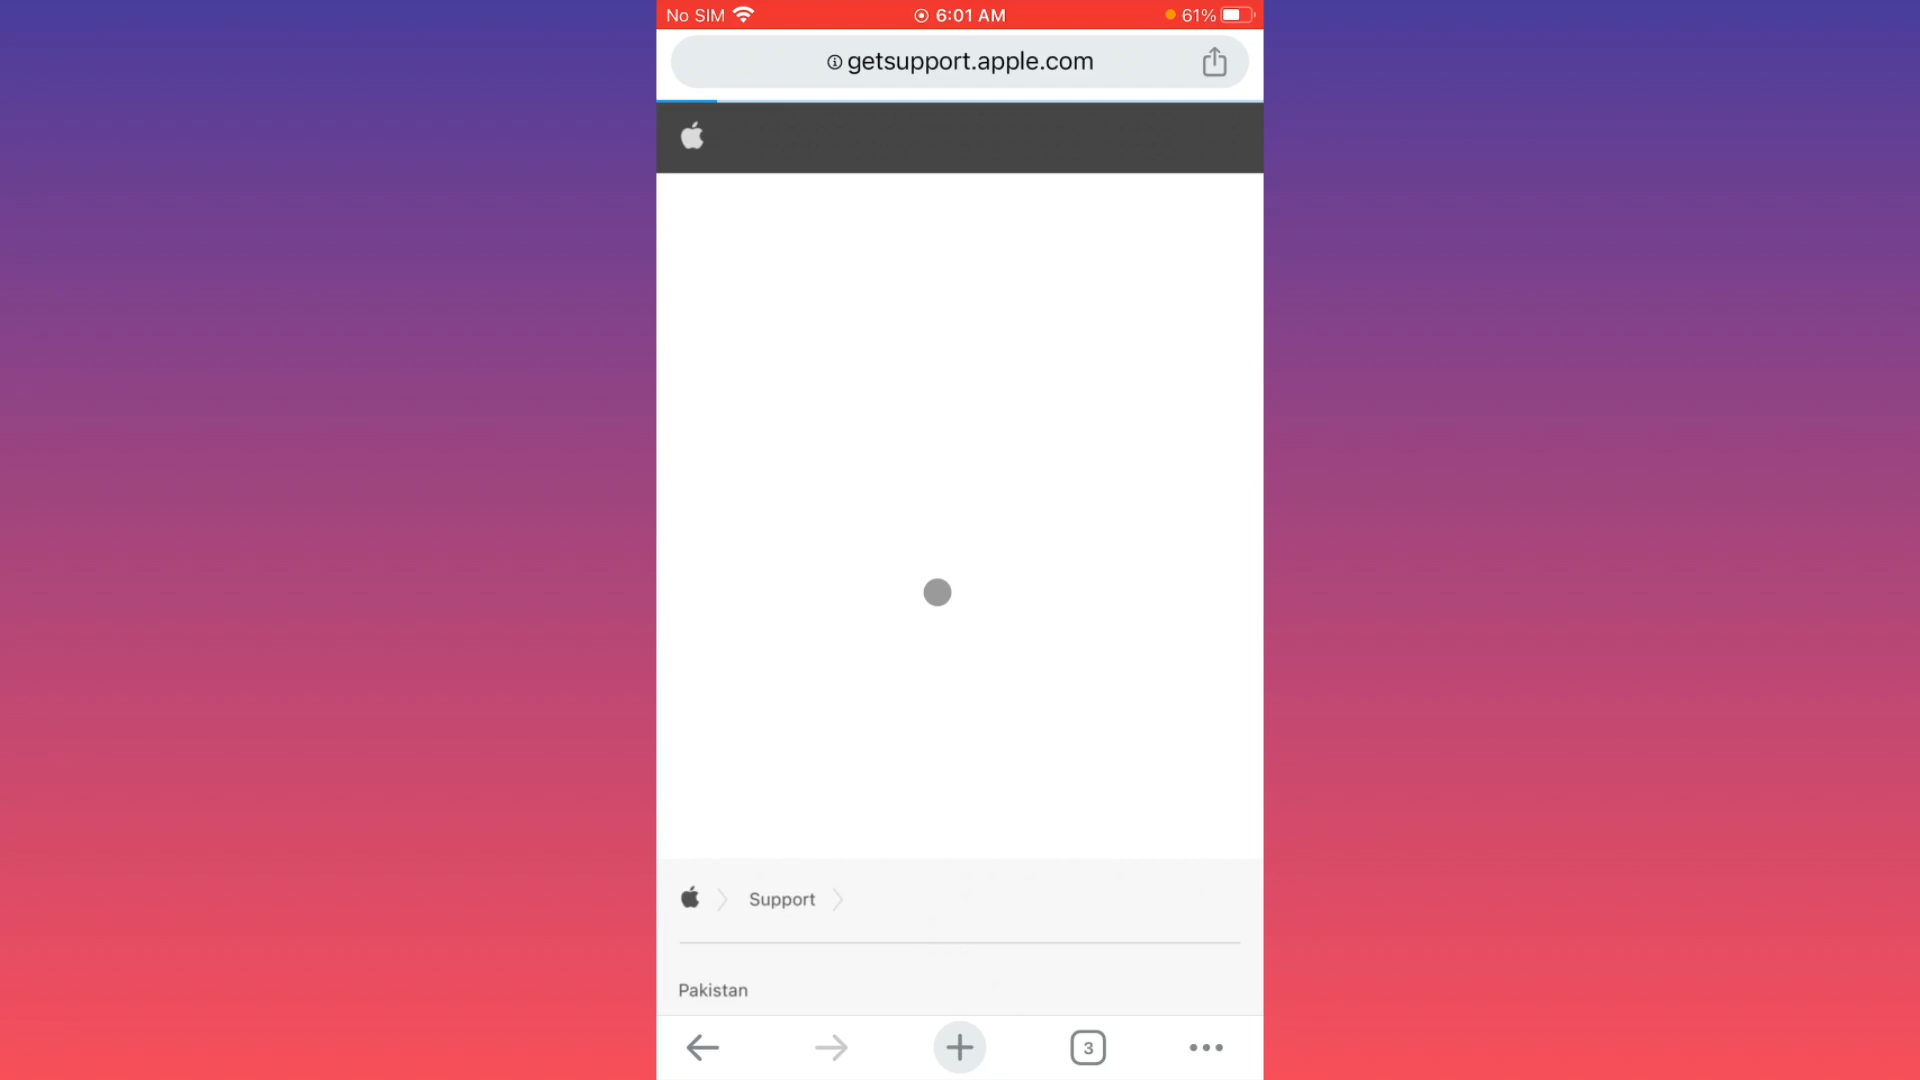 No SIM 6:01 AM 61%
getsupport.apple.com
Support
Pakistan
3